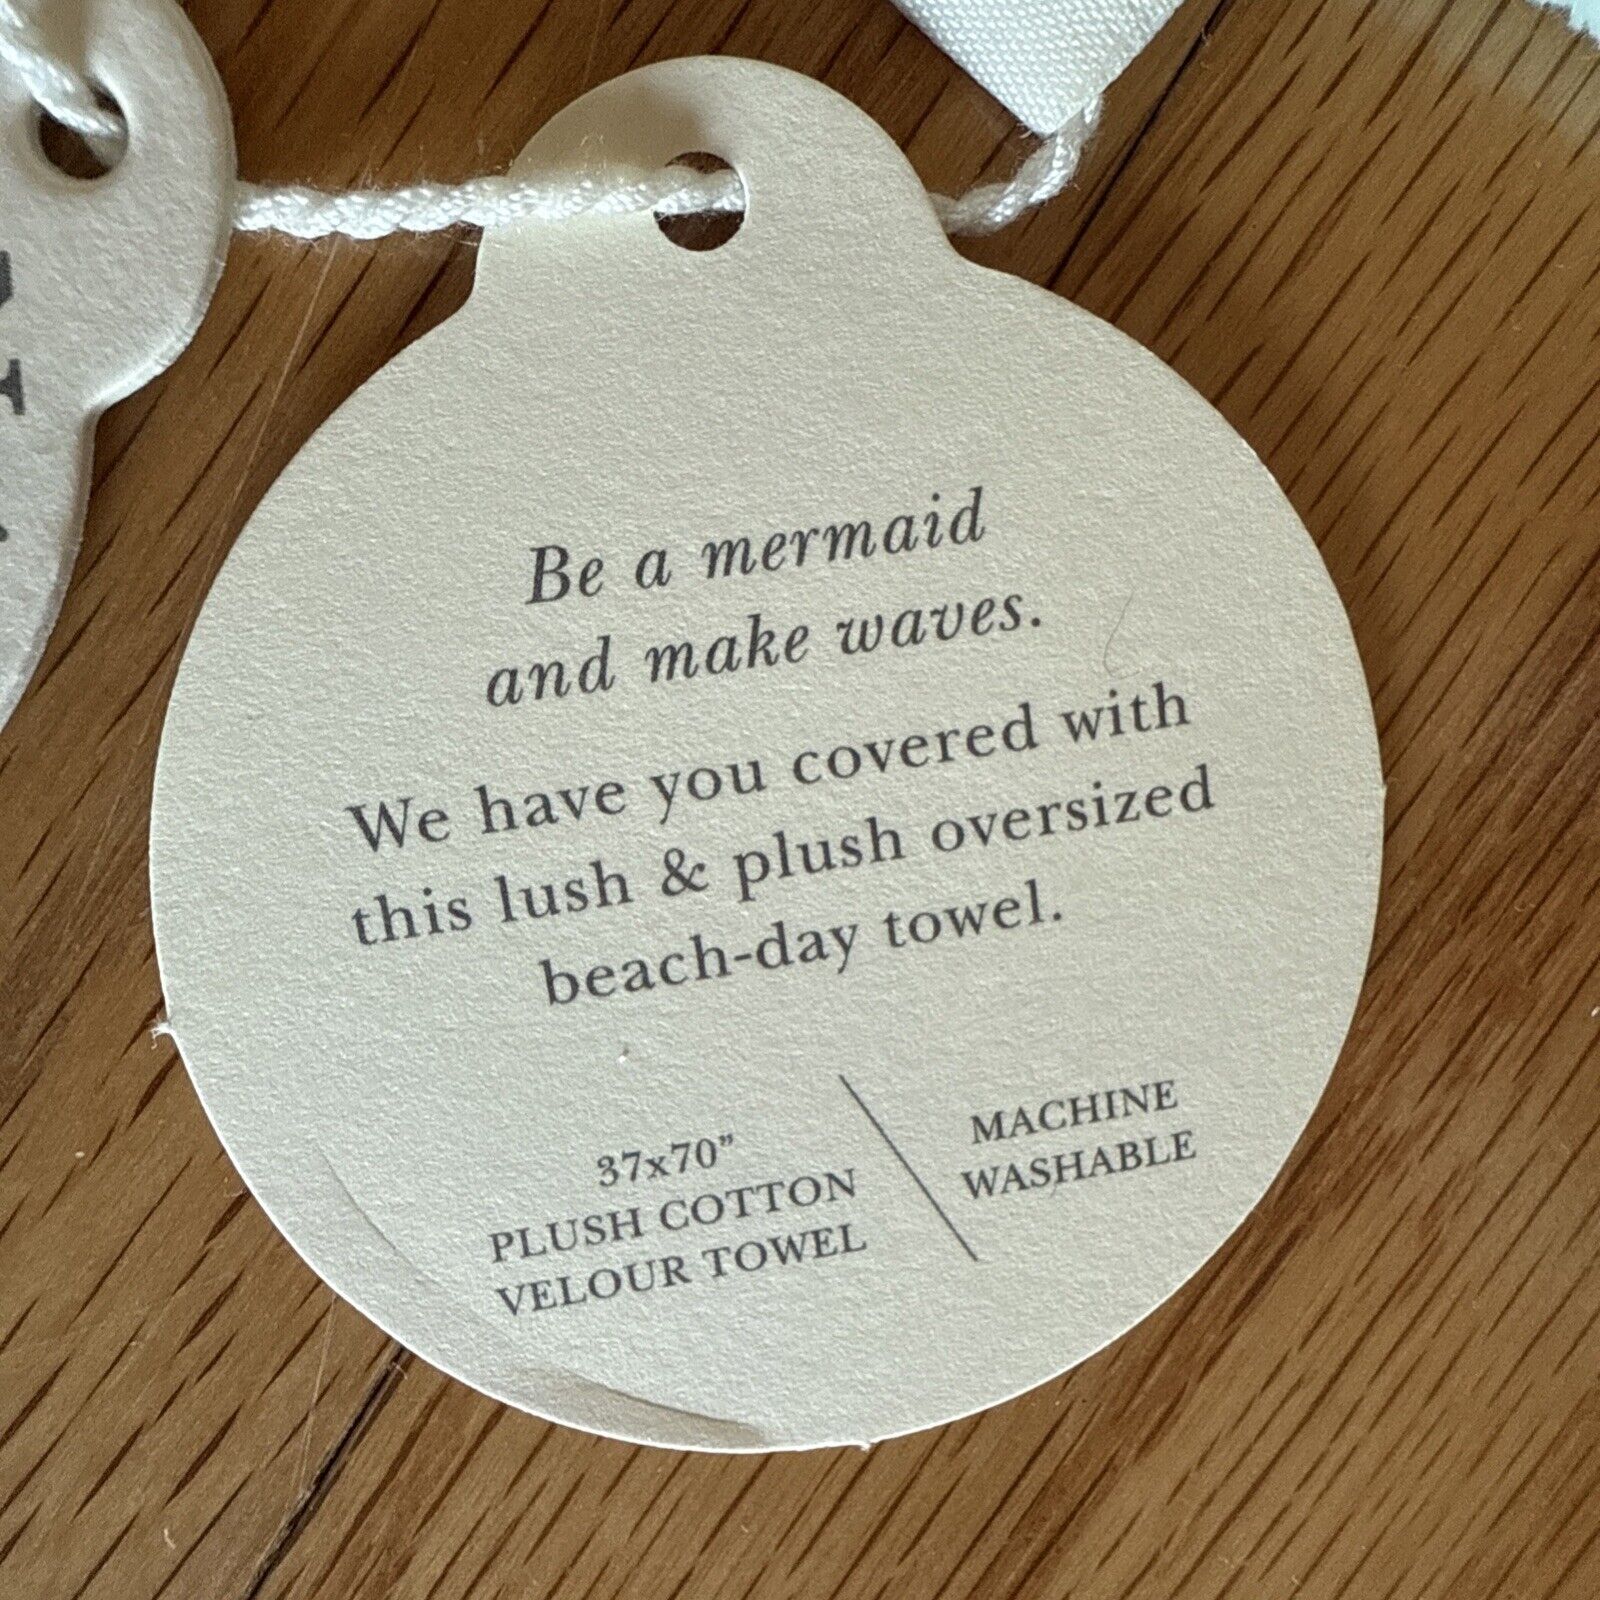 Be a mermaid
and make waves.
We have you covered with
this lush & plush oversized
beach-day towel.
37x70”
PLUSH COTTON
VELOUR TOWEL
MACHINE
WASHABLE